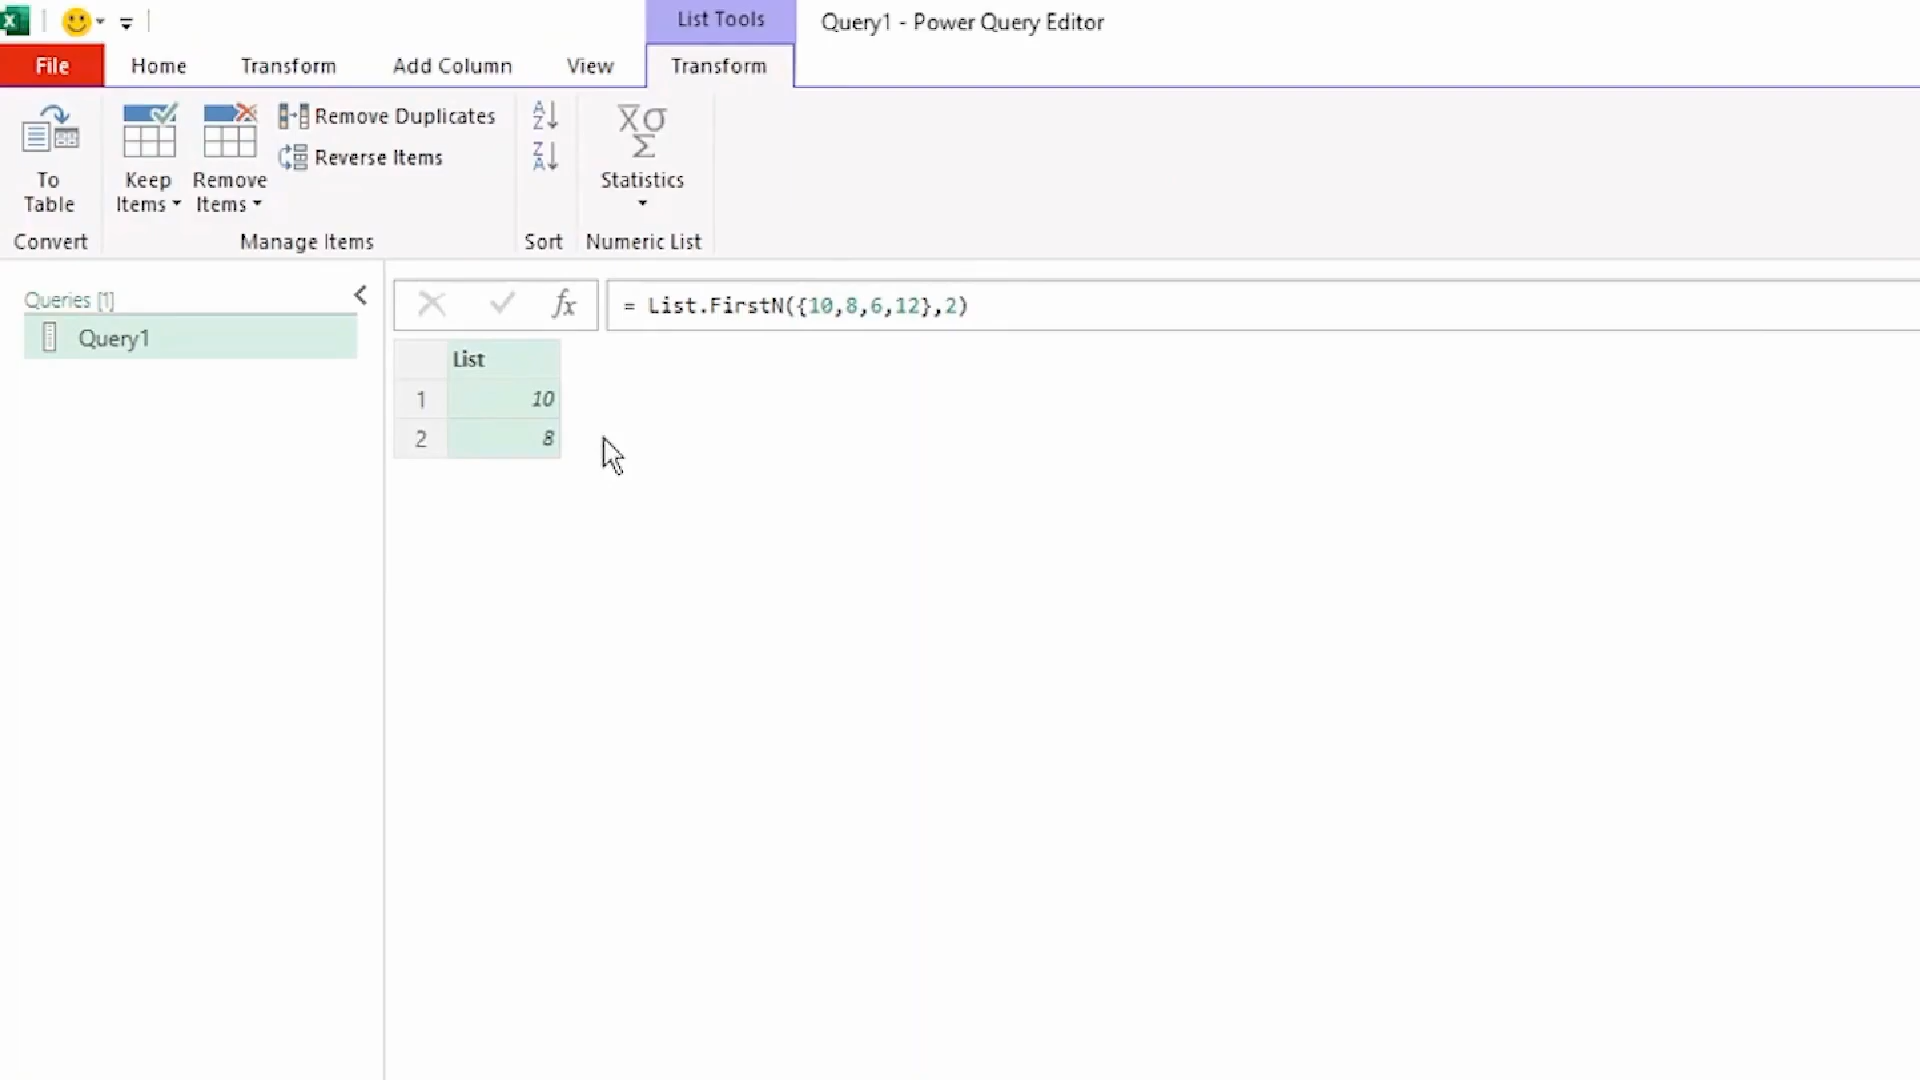 List Tools
Query1 - Power Query Editor
File
Home
Transform
Add Column
View
Transform
To Table
Keep Items
Remove Items
Remove Duplicates
Reverse Items
Statistics
Convert
Manage Items
Sort
Numeric List
Queries [1]
Query1
fx
= List.FirstN({10,8,6,12},2)
List
1 10
2 8